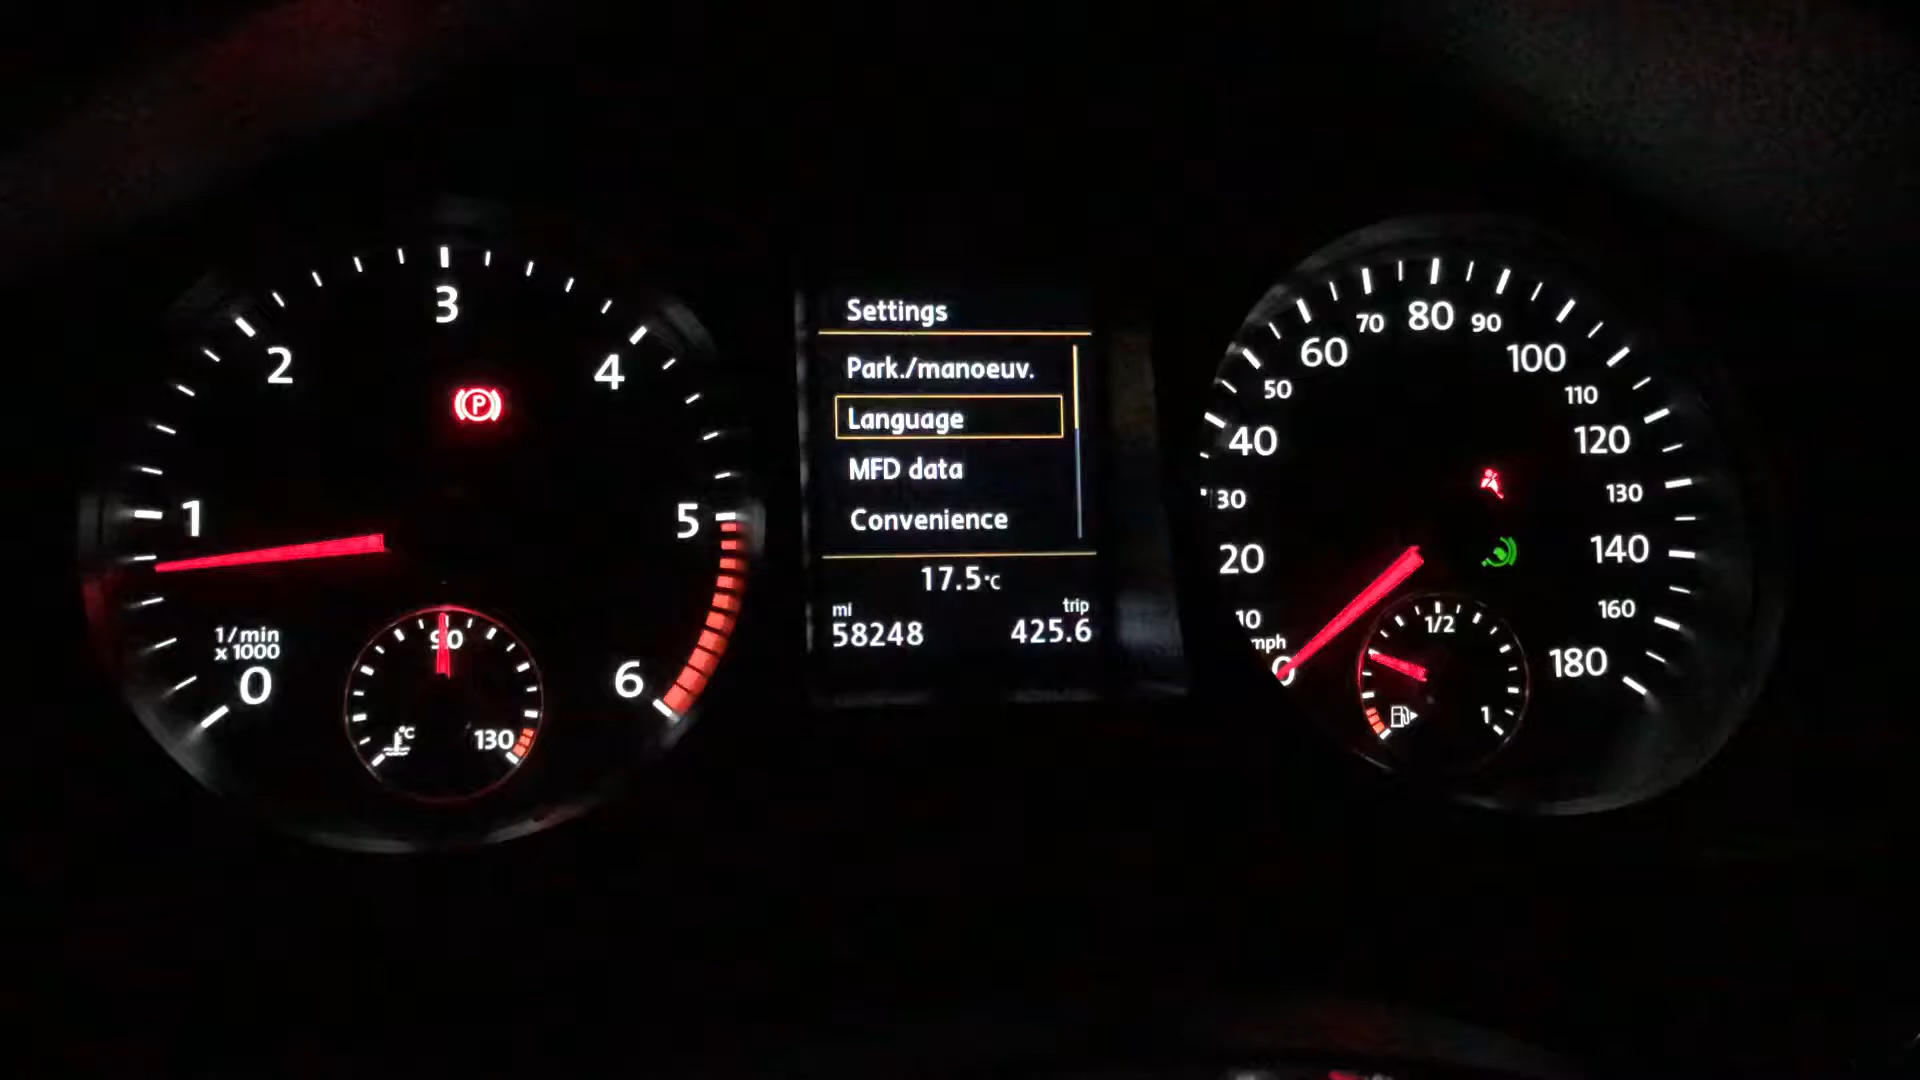 3
2
4
1
5
1/min
x 1000
0
6
90
°C
130
Settings
Park./manoeuv.
Language
MFD data
Convenience
17.5°C
mi
trip
58248
425.6
P
80
70
90
60
100
50
110
40
120
30
130
20
140
10
160
mph
0
180
1/2
1